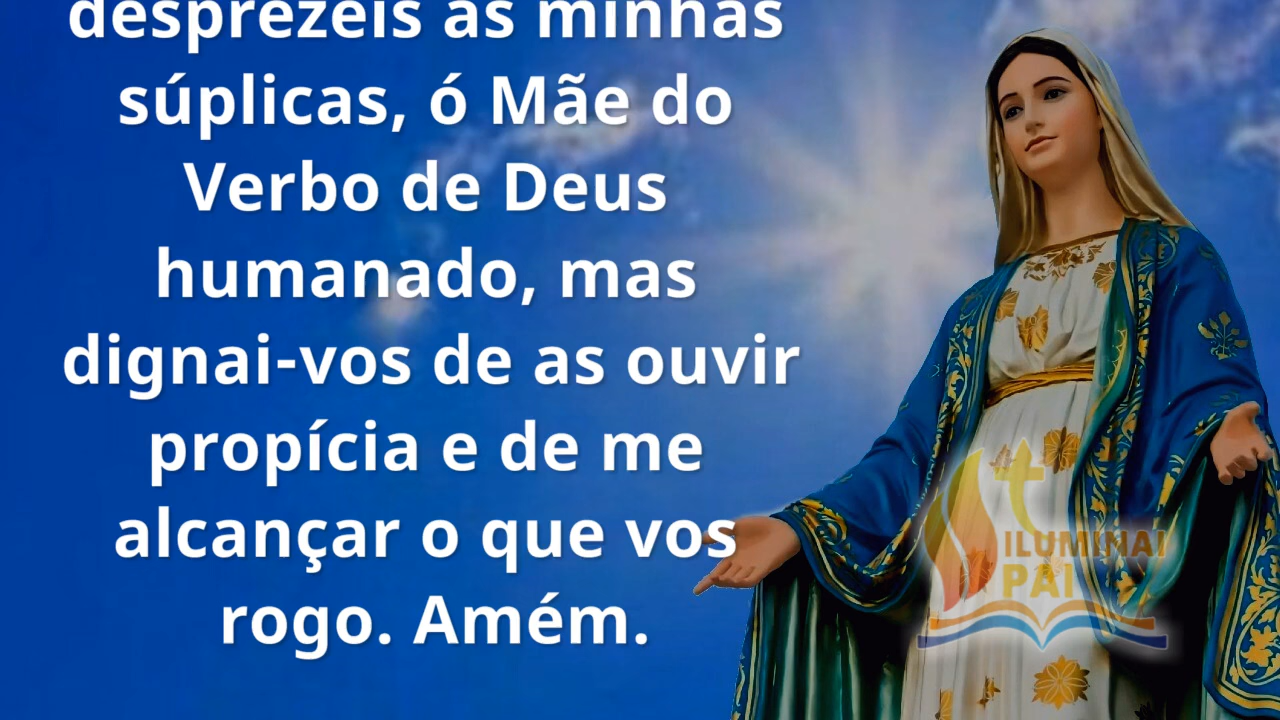 desprezeis as minhas
súplicas, ó Mãe do
Verbo de Deus
humanado, mas
dignai-vos de as ouvir
propícia e de me
alcançar o que vos
rogo. Amém.
ILUMINAI
PAI